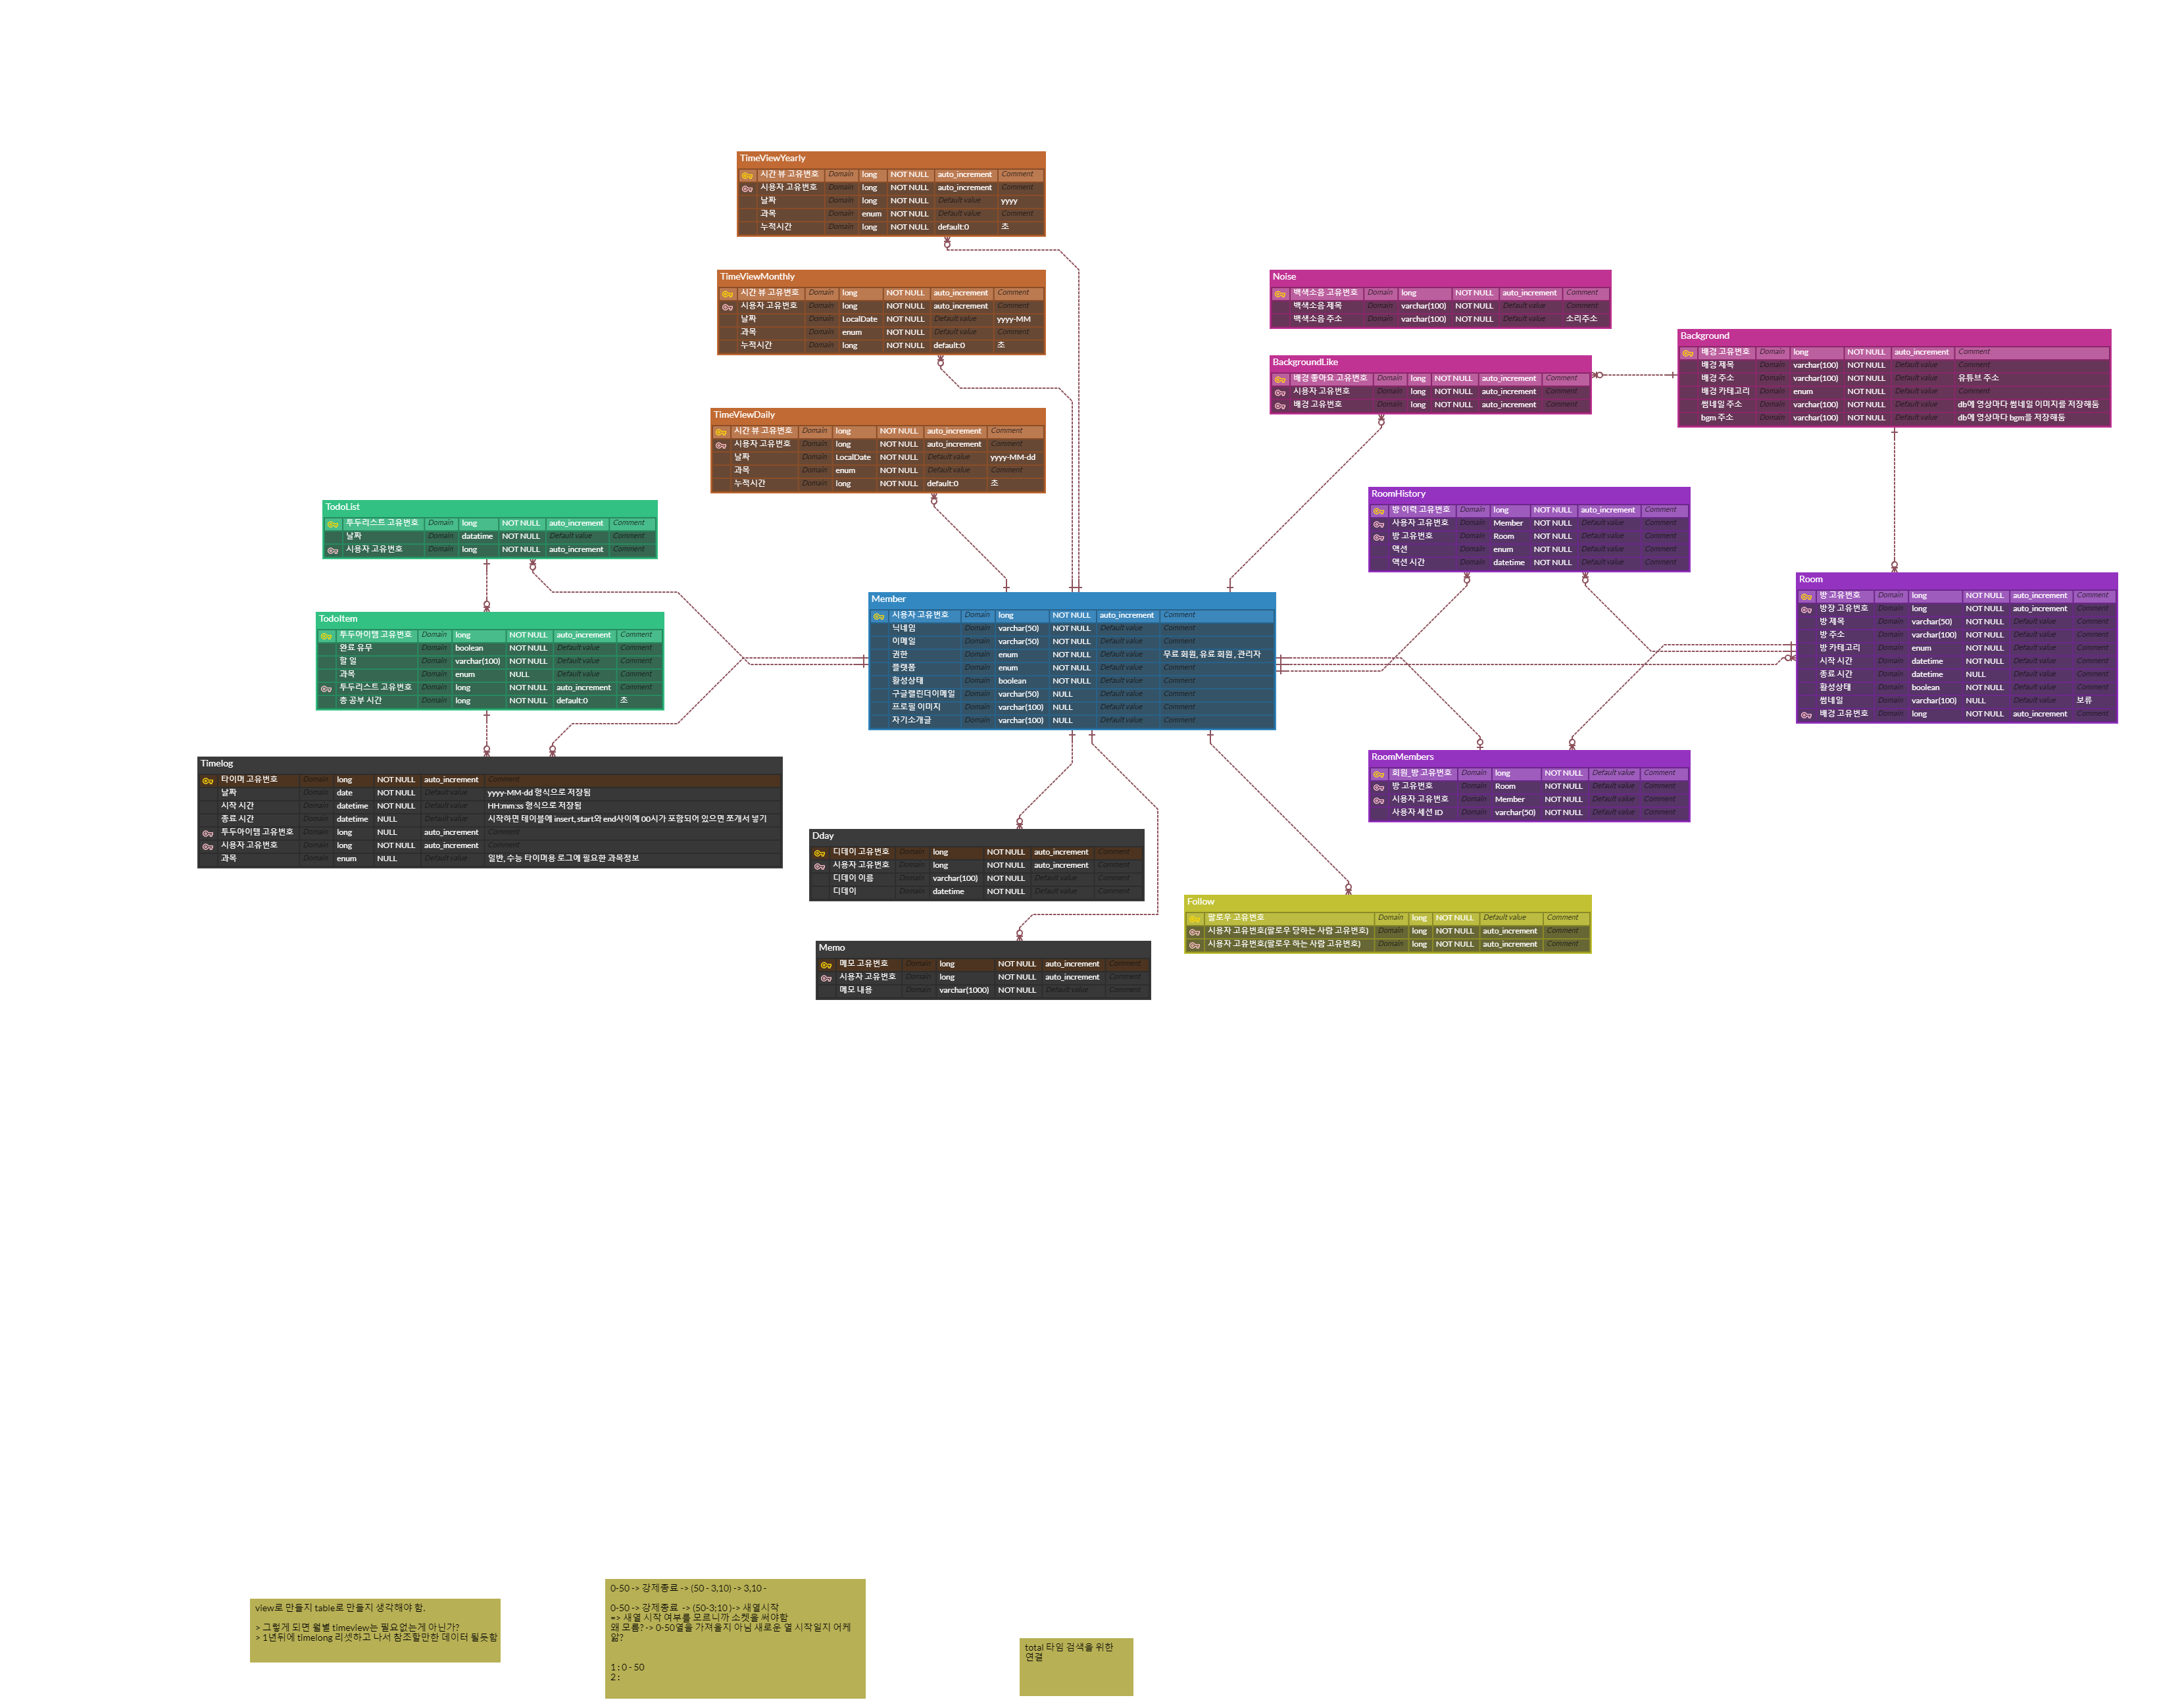 TimeViewYearly
시간 뷰 고유번호 Domain long NOT NULL auto_increment Comment
시용자 고유번호 Domain long NOT NULL auto_increment Comment
날짜 Domain long NOT NULL Default value yyyy
과목 Domain enum NOT NULL Default value Comment
누적시간 Domain long NOT NULL default:0 초
TimeViewMonthly
시간 뷰 고유번호 Domain long NOT NULL auto_increment Comment
시용자 고유번호 Domain long NOT NULL auto_increment Comment
날짜 Domain LocalDate NOT NULL Default value yyyy-MM
과목 Domain enum NOT NULL Default value Comment
누적시간 Domain long NOT NULL default:0 초
TimeViewDaily
시간 뷰 고유번호 Domain long NOT NULL auto_increment Comment
시용자 고유번호 Domain long NOT NULL auto_increment Comment
날짜 Domain LocalDate NOT NULL Default value yyyy-MM-dd
과목 Domain enum NOT NULL Default value Comment
누적시간 Domain long NOT NULL default:0 초
Noise
백색소음 고유번호 Domain long NOT NULL auto_increment Comment
백색소음 제목 Domain varchar(100) NOT NULL Default value Comment
백색소음 주소 Domain varchar(100) NOT NULL Default value 소리주소
Background
배경 고유번호 Domain long NOT NULL auto_increment Comment
배경 제목 Domain varchar(100) NOT NULL Default value Comment
배경 주소 Domain varchar(100) NOT NULL Default value 유튜브 주소
배경 카테고리 Domain enum NOT NULL Default value Comment
썸네일 주소 Domain varchar(100) NOT NULL Default value db에 영상마다 썸네일 이미지를 저장해둠
bgm 주소 Domain varchar(100) NOT NULL Default value db에 영상마다 bgm을 저장해둠
BackgroundLike
배경 좋아요 고유번호 Domain long NOT NULL auto_increment Comment
시용자 고유번호 Domain long NOT NULL auto_increment Comment
배경 고유번호 Domain long NOT NULL auto_increment Comment
TodoList
투두리스트 고유번호 Domain long NOT NULL auto_increment Comment
날짜 Domain datatime NOT NULL Default value Comment
시용자 고유번호 Domain long NOT NULL auto_increment Comment
TodoItem
투두아이템 고유번호 Domain long NOT NULL auto_increment Comment
완료 유무 Domain boolean NOT NULL Default value Comment
할 일 Domain varchar(100) NOT NULL Default value Comment
과목 Domain enum NULL Default value Comment
투두리스트 고유번호 Domain long NOT NULL auto_increment Comment
총 공부 시간 Domain long NOT NULL default:0 초
Timelog
타이머 고유번호 Domain long NOT NULL auto_increment Comment
날짜 Domain date NOT NULL Default value yyyy-MM-dd 형식으로 저장됨
시작 시간 Domain datetime NOT NULL Default value HH:mm:ss 형식으로 저장됨
종료 시간 Domain datetime NULL Default value 시작하면 테이블에 insert, start와 end사이에 00시가 포함되어 있으면 쪼개서 넣기
투두아이템 고유번호 Domain long NULL auto_increment Comment
시용자 고유번호 Domain long NOT NULL auto_increment Comment
과목 Domain enum NULL Default value 일반, 수능 타이머용 로그에 필요한 과목정보
Member
시용자 고유번호 Domain long NOT NULL auto_increment Comment
닉네임 Domain varchar(50) NOT NULL Default value Comment
이메일 Domain varchar(50) NOT NULL Default value Comment
권한 Domain enum NOT NULL Default value 무료 회원, 유료 회원 , 관리자
플랫폼 Domain enum NOT NULL Default value Comment
활성상태 Domain boolean NOT NULL Default value Comment
구글캘린더이메일 Domain varchar(50) NULL Default value Comment
프로필 이미지 Domain varchar(100) NULL Default value Comment
자기소개글 Domain varchar(100) NULL Default value Comment
RoomHistory
방 이력 고유번호 Domain long NOT NULL auto_increment Comment
사용자 고유번호 Domain Member NOT NULL Default value Comment
방 고유번호 Domain Room NOT NULL Default value Comment
액션 Domain enum NOT NULL Default value Comment
액션 시간 Domain datetime NOT NULL Default value Comment
Room
방 고유번호 Domain long NOT NULL auto_increment Comment
방장 고유번호 Domain long NOT NULL auto_increment Comment
방 제목 Domain varchar(50) NOT NULL Default value Comment
방 주소 Domain varchar(100) NOT NULL Default value Comment
방 카테고리 Domain enum NOT NULL Default value Comment
시작 시간 Domain datetime NOT NULL Default value Comment
종료 시간 Domain datetime NULL Default value Comment
활성상태 Domain boolean NOT NULL Default value Comment
썸네일 Domain varchar(100) NULL Default value 보류
배경 고유번호 Domain long NOT NULL auto_increment Comment
RoomMembers
회원_방 고유번호 Domain long NOT NULL Default value Comment
방 고유번호 Domain Room NOT NULL Default value Comment
시용자 고유번호 Domain Member NOT NULL Default value Comment
사용자 세션 ID Domain varchar(50) NOT NULL Default value Comment
Dday
디데이 고유번호 Domain long NOT NULL auto_increment Comment
시용자 고유번호 Domain long NOT NULL auto_increment Comment
디데이 이름 Domain varchar(100) NOT NULL Default value Comment
디데이 Domain datetime NOT NULL Default value Comment
Memo
메모 고유번호 Domain long NOT NULL auto_increment Comment
시용자 고유번호 Domain long NOT NULL auto_increment Comment
메모 내용 Domain varchar(1000) NOT NULL Default value Comment
Follow
팔로우 고유번호 Domain long NOT NULL Default value Comment
시용자 고유번호(팔로우 당하는 사람 고유번호) Domain long NOT NULL auto_increment Comment
시용자 고유번호(팔로우 하는 사람 고유번호) Domain long NOT NULL auto_increment Comment
view로 만들지 table로 만들지 생각해야 함.
> 그렇게 되면 월별 timeview는 필요없는게 아닌가?
> 1년뒤에 timelong 리셋하고 나서 참조할만한 데이터 될듯함
0-50 -> 강제종료 -> (50 - 3,10) -> 3,10 -
0-50 -> 강제종료 -> (50-3;10 )-> 새열시작
=> 새열 시작 여부를 모르니까 소켓을 써야함
왜 모름? -> 0-50열을 가져올지 아님 새로운 열 시작일지 어케
앎?
1 : 0 - 50
2 :
total 타임 검색을 위한
연결